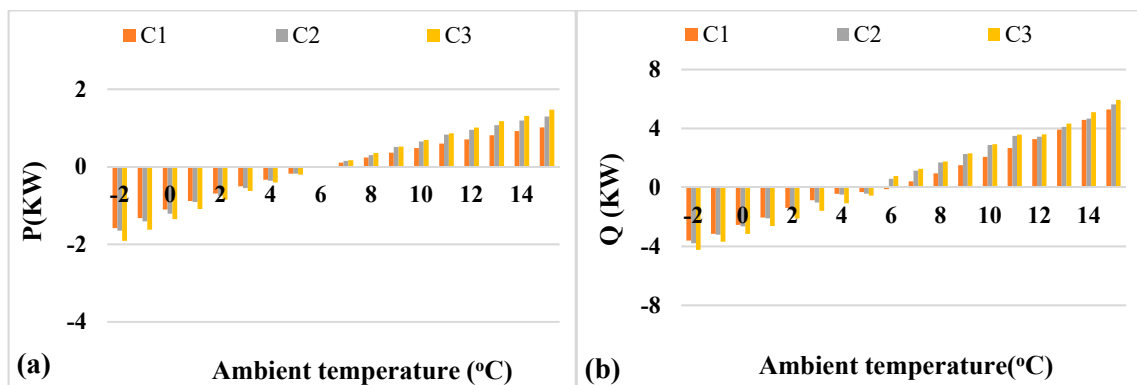 C1 C2 C3
2
0
-2 0 2 4 6 8 10 12 14
-2
-4
P(KW)
(a)
Ambient temperature (ᵒC)
C1 C2 C3
8
4
0
-2 0 2 4 6 8 10 12 14
-4
-8
Q (KW)
(b)
Ambient temperature(ᵒC)